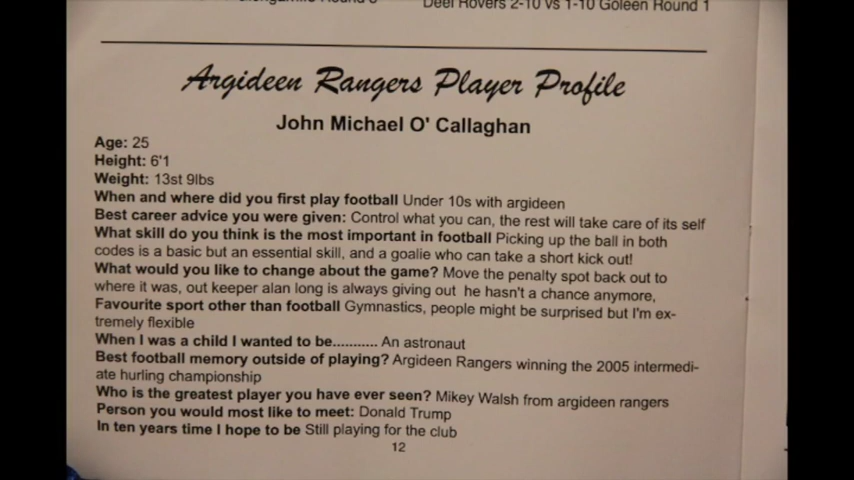 Deel Rovers 2-10 vs 1-10 Goleen Round 1
Argideen Rangers Player Profile
John Michael O' Callaghan
Age: 25
Height: 6'1
Weight: 13st 9lbs
When and where did you first play football Under 10s with argideen
Best career advice you were given: Control what you can, the rest will take care of its self
What skill do you think is the most important in football Picking up the ball in both
codes is a basic but an essential skill, and a goalie who can take a short kick out!
What would you like to change about the game? Move the penalty spot back out to
where it was, out keeper alan long is always giving out he hasn't a chance anymore,
Favourite sport other than football Gymnastics, people might be surprised but I'm ex-
tremely flexible
When I was a child I wanted to be........... An astronaut
Best football memory outside of playing? Argideen Rangers winning the 2005 intermedi-
ate hurling championship
Who is the greatest player you have ever seen? Mikey Walsh from argideen rangers
Person you would most like to meet: Donald Trump
In ten years time I hope to be Still playing for the club
12